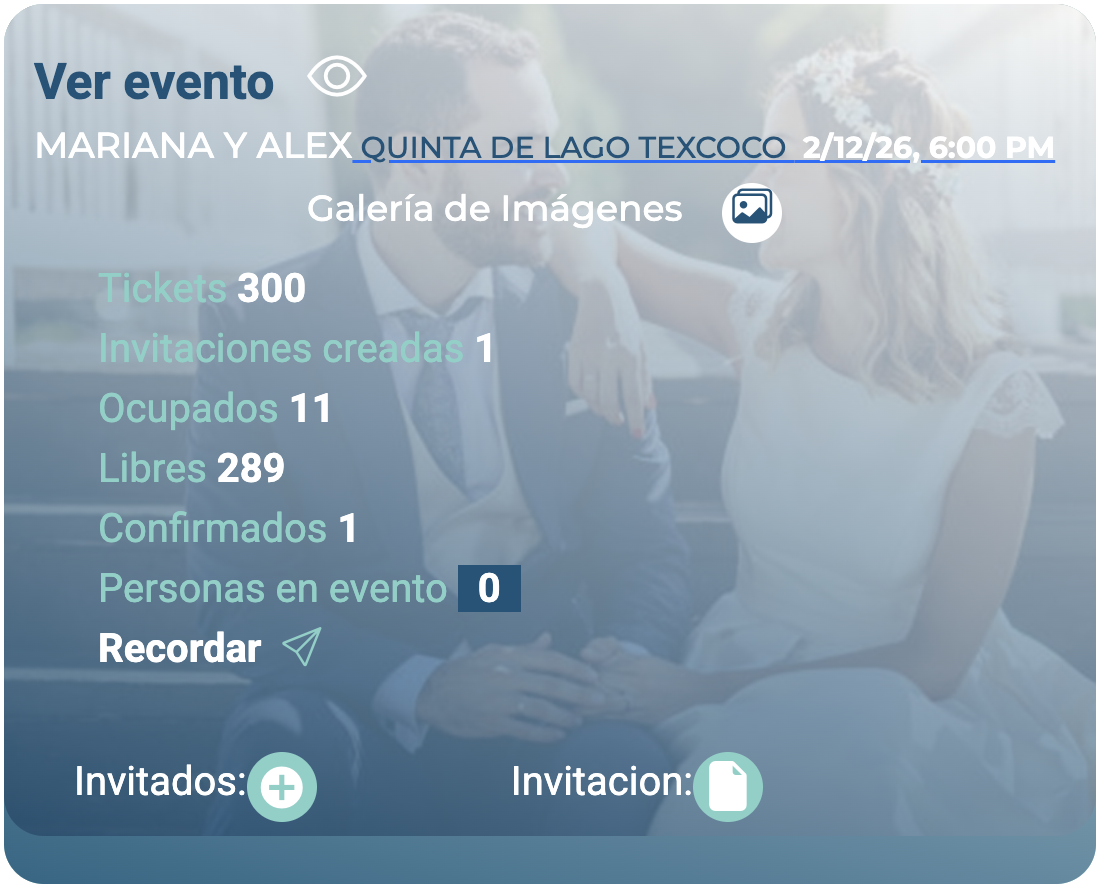 Ver evento
MARIANA Y ALEX QUINTA DE LAGO TEXCOCO 2/12/26, 6:00 PM
Galería de Imágenes
Tickets 300
Invitaciones creadas 1
Ocupados 11
Libres 289
Confirmados 1
Personas en evento 0
Recordar
Invitados: Invitacion: